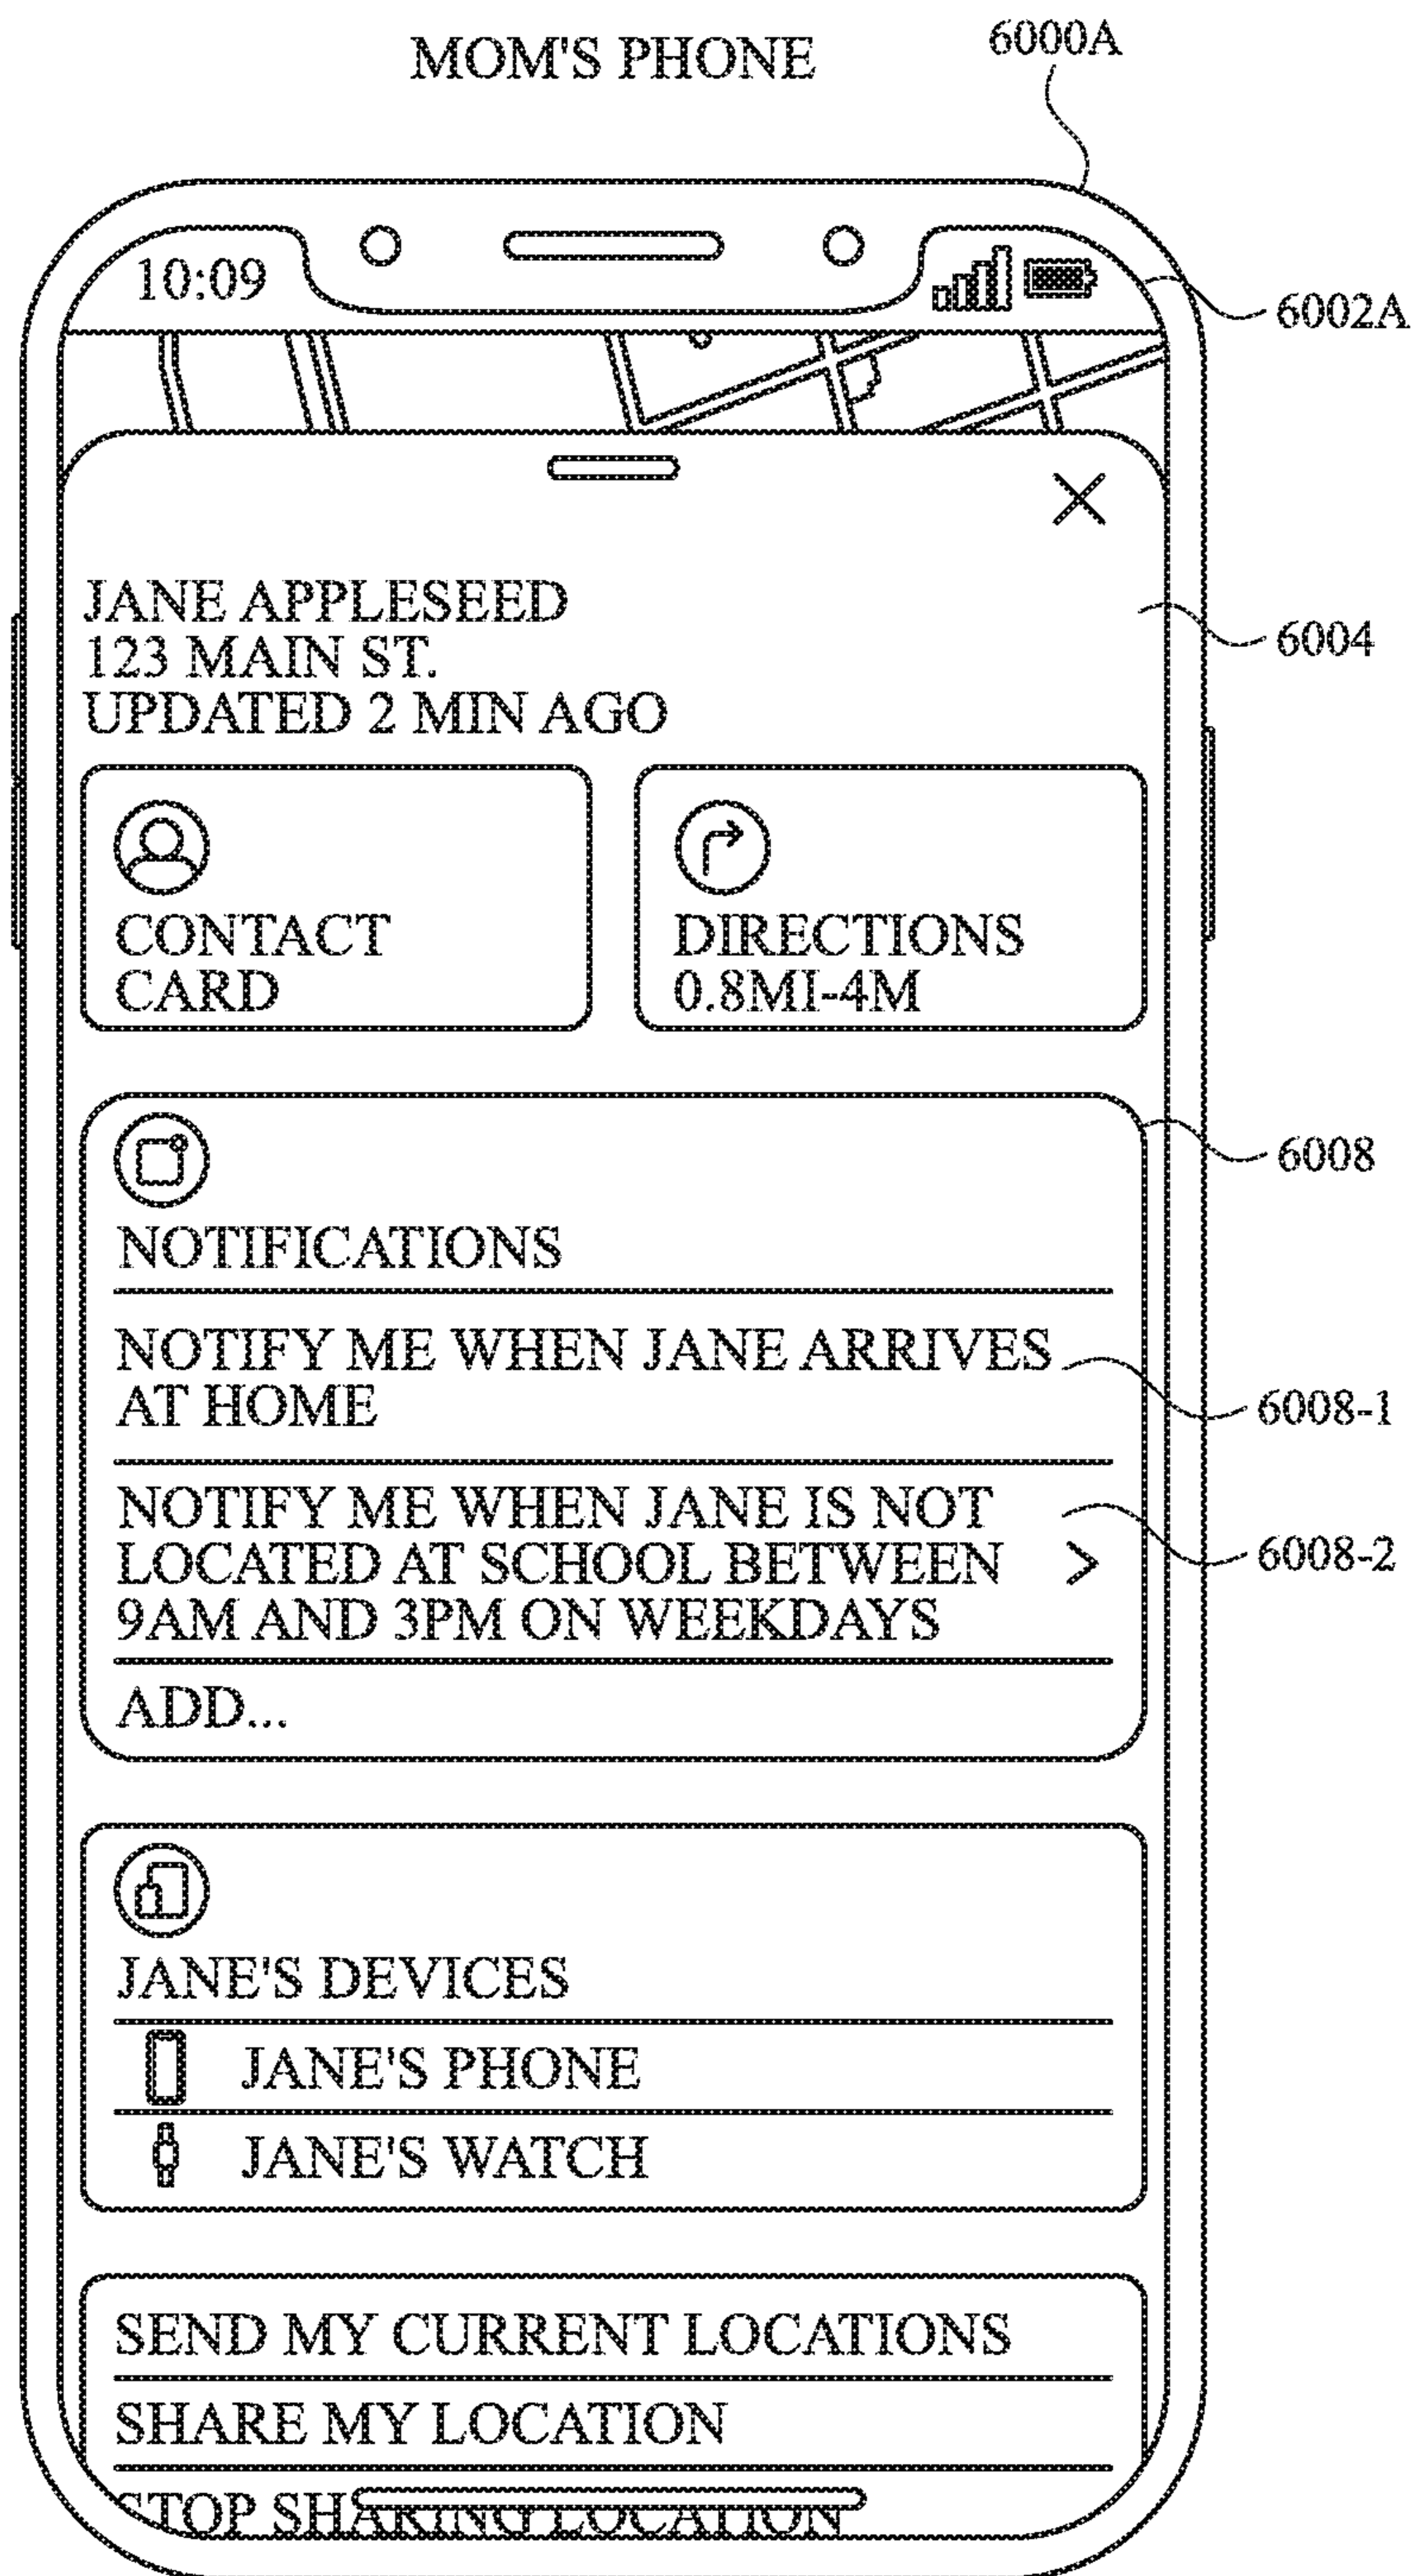 MOM'S PHONE
6000A
10:09
6002A
JANE APPLESEED
123 MAIN ST.
UPDATED 2 MIN AGO
6004
CONTACT
CARD
DIRECTIONS
0.8MI-4M
6008
NOTIFICATIONS
NOTIFY ME WHEN JANE ARRIVES
AT HOME
6008-1
NOTIFY ME WHEN JANE IS NOT
LOCATED AT SCHOOL BETWEEN >
9AM AND 3PM ON WEEKDAYS
6008-2
ADD...
JANE'S DEVICES
JANE'S PHONE
JANE'S WATCH
SEND MY CURRENT LOCATIONS
SHARE MY LOCATION
STOP SHARING LOCATION